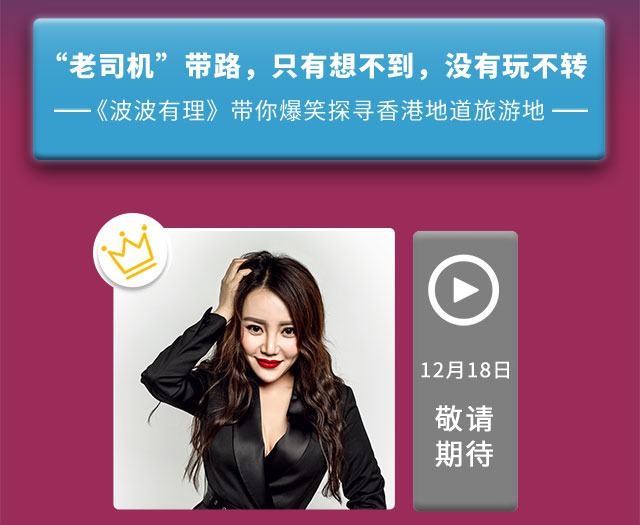 “老司机”带路，只有想不到，没有玩不转
——《波波有理》带你爆笑探寻香港地道旅游地——
12月18日
敬请
期待